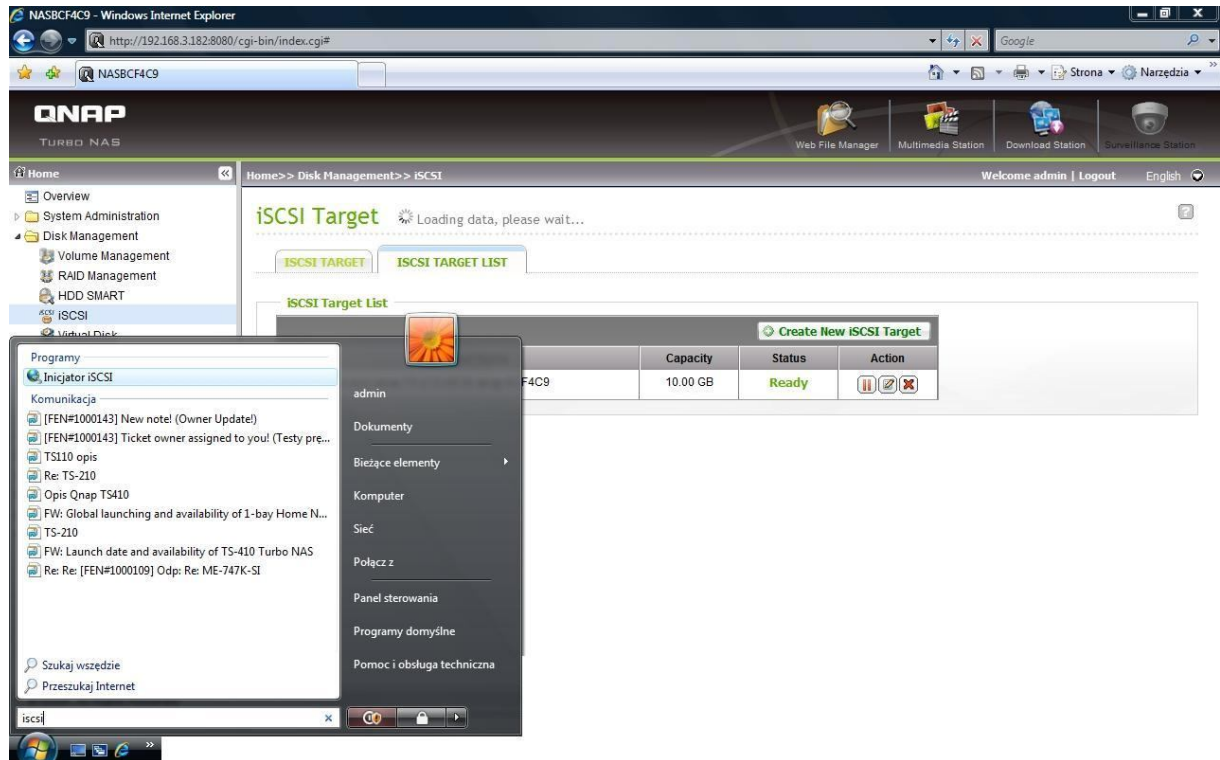 NASBCF4C9 - Windows Internet Explorer
http://192.168.3.182:8080/cgi-bin/index.cgi#
Google
NASBCF4C9
Strona
Narzędzia
QNAP
TURBO NAS
Web File Manager
Multimedia Station
Download Station
Surveillance Station
Home
Home>> Disk Management>> iSCSI
Welcome admin | Logout
English
Overview
System Administration
Disk Management
Volume Management
RAID Management
HDD SMART
iSCSI
Virtual Disk
iSCSI Target
Loading data, please wait...
ISCSI TARGET
ISCSI TARGET LIST
iSCSI Target List
Create New iSCSI Target
Capacity
Status
Action
F4C9
10.00 GB
Ready
Programy
Inicjator iSCSI
Komunikacja
[FEN#1000143] New note! (Owner Update!)
[FEN#1000143] Ticket owner assigned to you! (Testy prę...
TS110 opis
Re: TS-210
Opis Qnap TS410
FW: Global launching and availability of 1-bay Home N...
TS-210
FW: Launch date and availability of TS-410 Turbo NAS
Re: Re: [FEN#1000109] Odp: Re: ME-747K-SI
Szukaj wszędzie
Przeszukaj Internet
iscsi
admin
Dokumenty
Bieżące elementy
Komputer
Sieć
Połącz z
Panel sterowania
Programy domyślne
Pomoc i obsługa techniczna